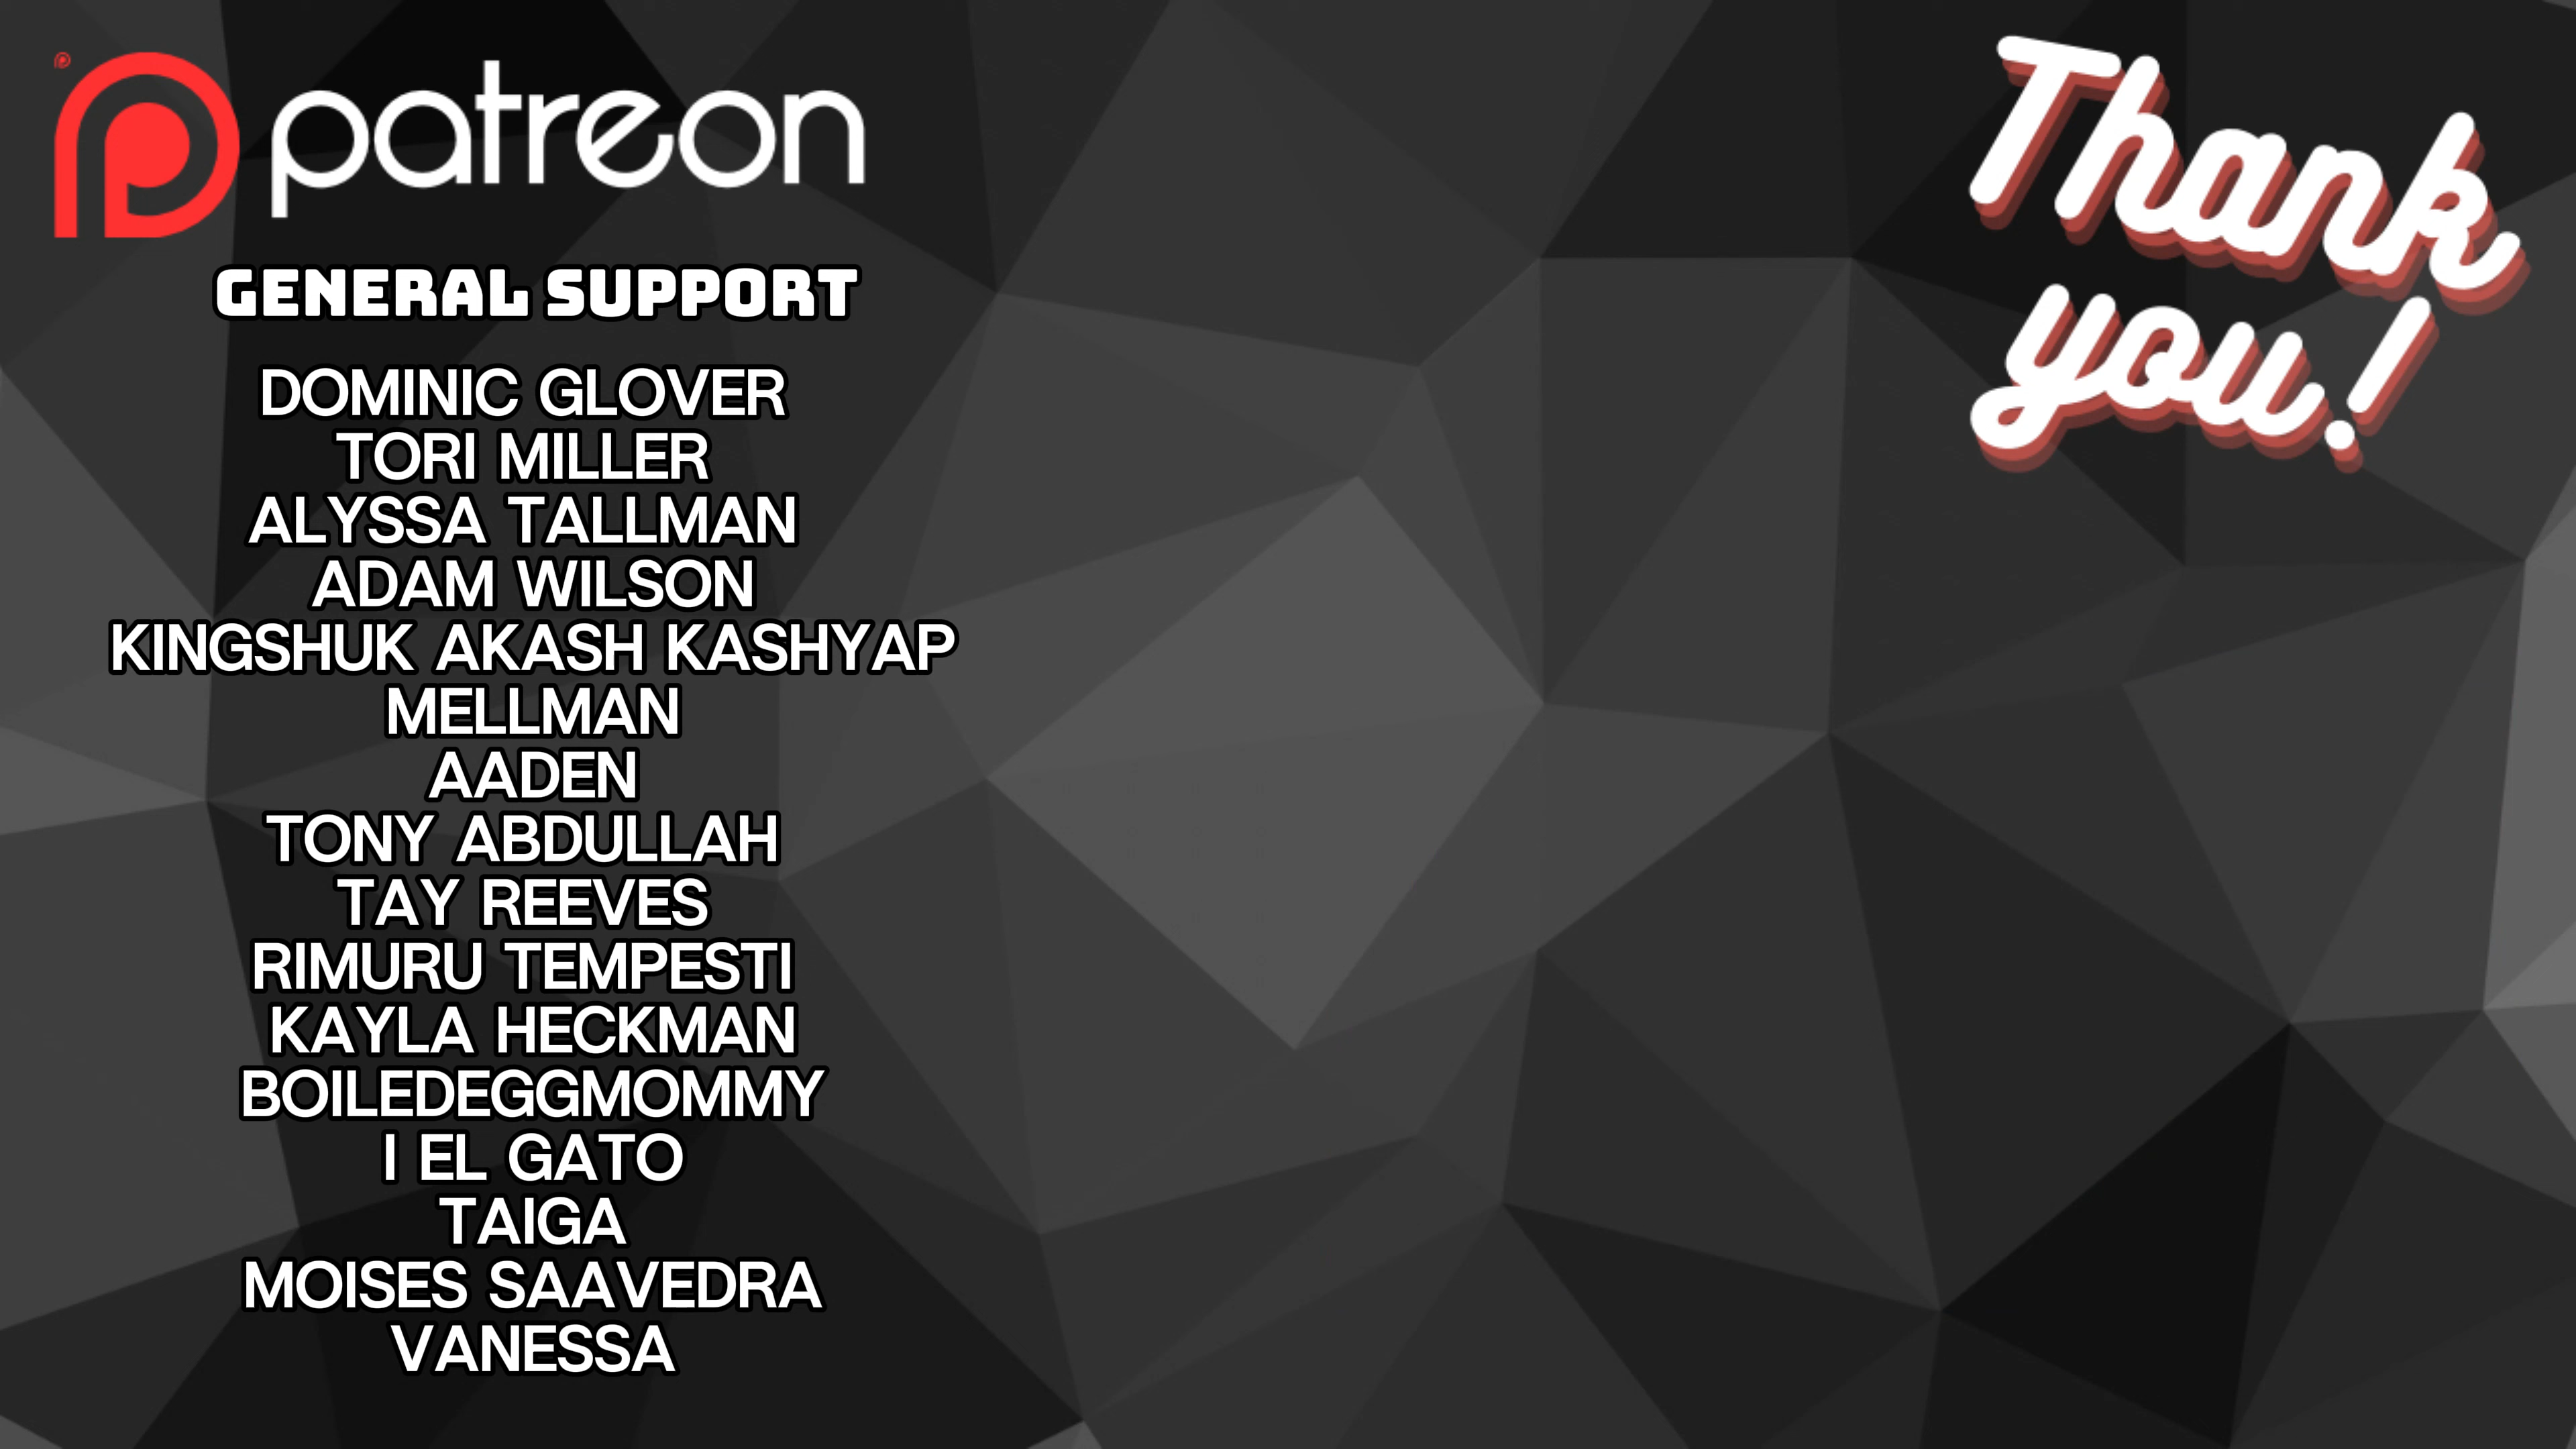 patreon
Thank
you!
GENERAL SUPPORT
DOMINIC GLOVER
TORI MILLER
ALYSSA TALLMAN
ADAM WILSON
KINGSHUK AKASH KASHYAP
MELLMAN
AADEN
TONY ABDULLAH
TAY REEVES
RIMURU TEMPESTI
KAYLA HECKMAN
BOILEDEGGMOMMY
I EL GATO
TAIGA
MOISES SAAVEDRA
VANESSA